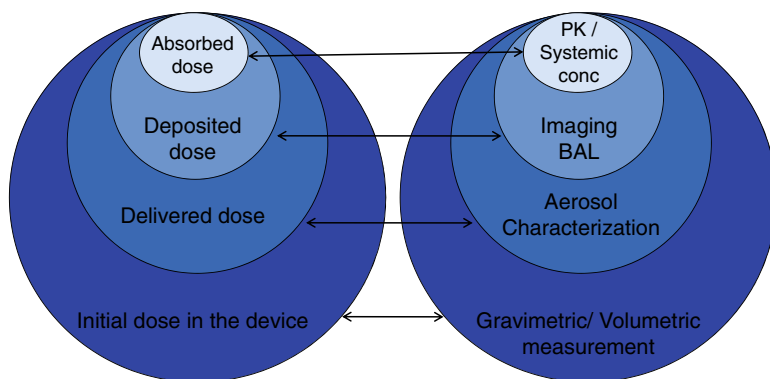 Absorbed
dose
Deposited
dose
Delivered dose
Initial dose in the device
PK /
Systemic
conc
Imaging
BAL
Aerosol
Characterization
Gravimetric/ Volumetric
measurement